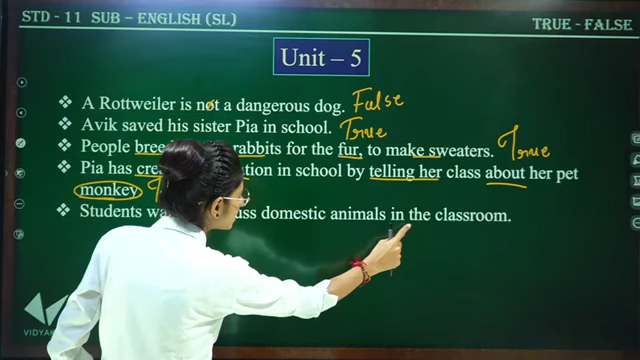 STD - 11 SUB – ENGLISH (SL)
TRUE - FALSE
Unit – 5
❖ A Rottweiler is not a dangerous dog. False
❖ Avik saved his sister Pia in school. True
❖ People rabbits for the fur, to make sweaters. True
❖ Pia has in school by telling her class about her pet
monkey
❖ Students domestic animals in the classroom.